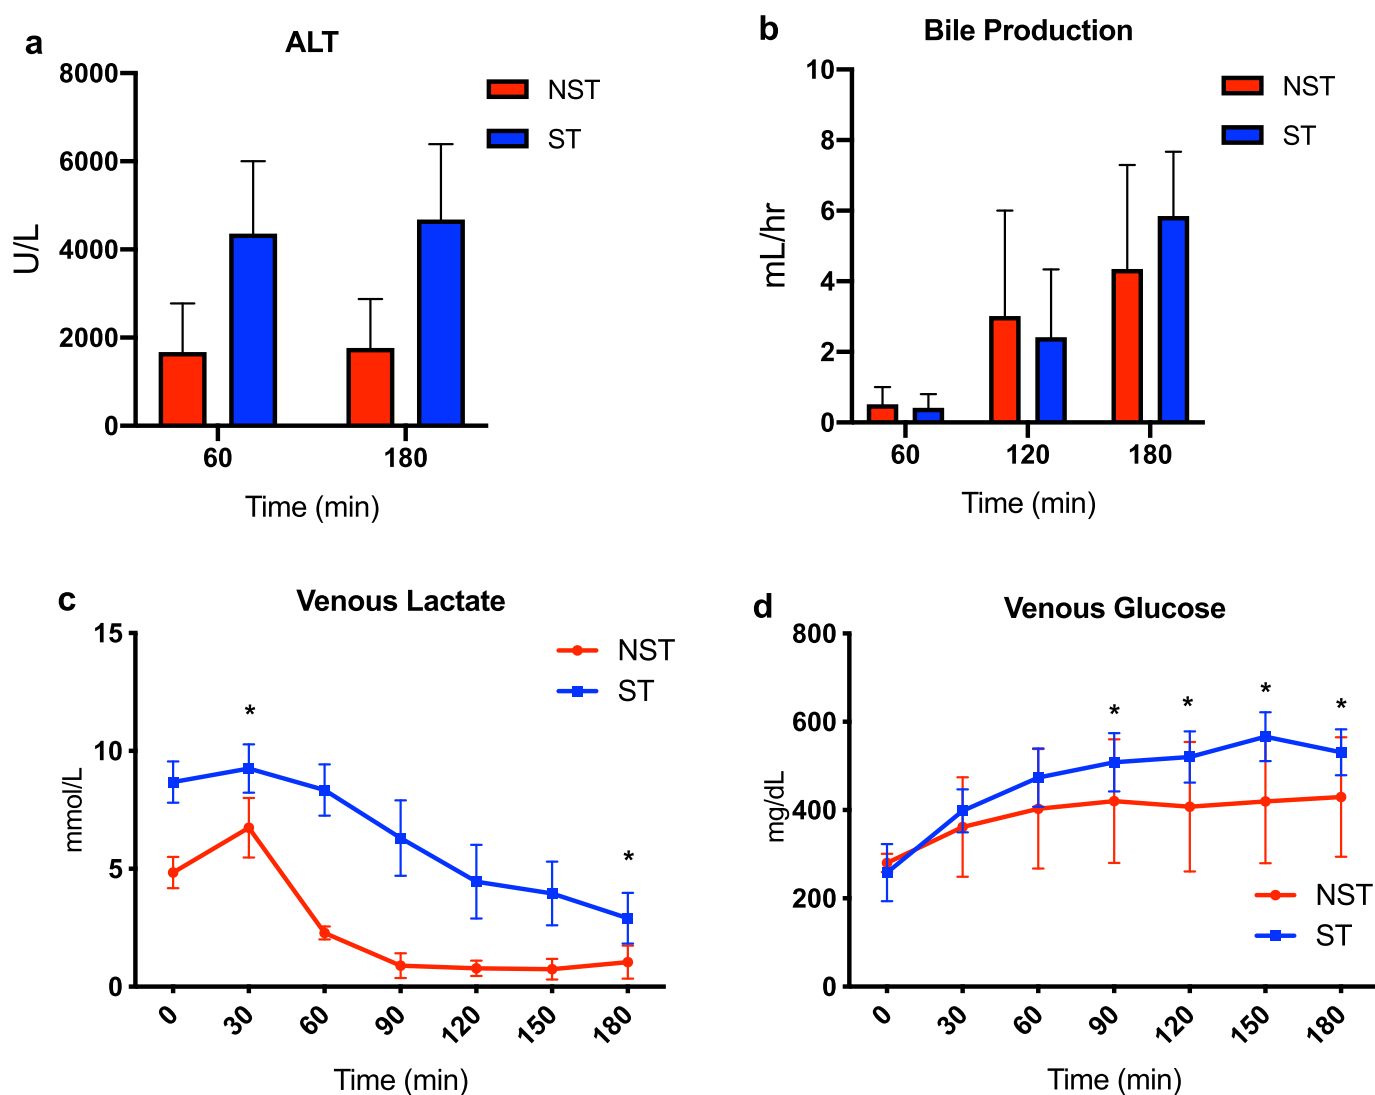 a
ALT
8000
6000
4000
2000
0
U/L
60
180
Time (min)
NST
ST
b
Bile Production
10
8
6
4
2
0
mL/hr
60
120
180
Time (min)
NST
ST
c
Venous Lactate
15
10
5
0
mmol/L
*
*
0
30
60
90
120
150
180
Time (min)
NST
ST
d
Venous Glucose
800
600
400
200
0
mg/dL
*
*
*
*
0
30
60
90
120
150
180
Time (min)
NST
ST